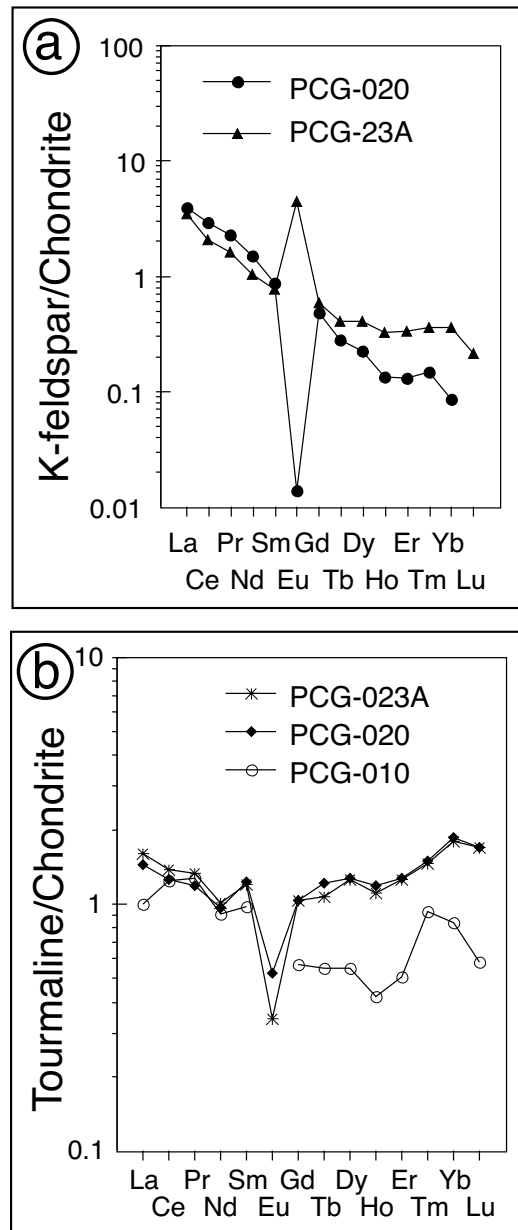 a
K-feldspar/Chondrite
100
10
1
0.1
0.01
PCG-020
PCG-23A
La Pr Sm Gd Dy Er Yb
Ce Nd Eu Tb Ho Tm Lu
b
Tourmaline/Chondrite
10
1
0.1
PCG-023A
PCG-020
PCG-010
La Pr Sm Gd Dy Er Yb
Ce Nd Eu Tb Ho Tm Lu